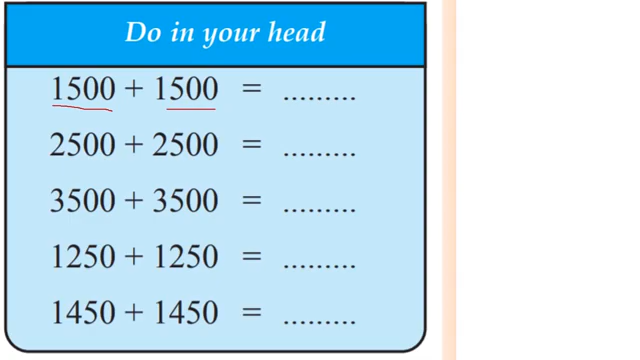 Do in your head
1500 + 1500 = .........
2500 + 2500 = .........
3500 + 3500 = .........
1250 + 1250 = .........
1450 + 1450 = .........